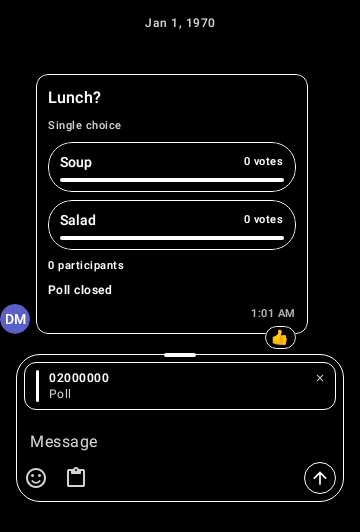 Jan 1, 1970
Lunch?
Single choice
Soup 0 votes
Salad 0 votes
0 participants
Poll closed
1:01 AM
DM
02000000
Poll
Message